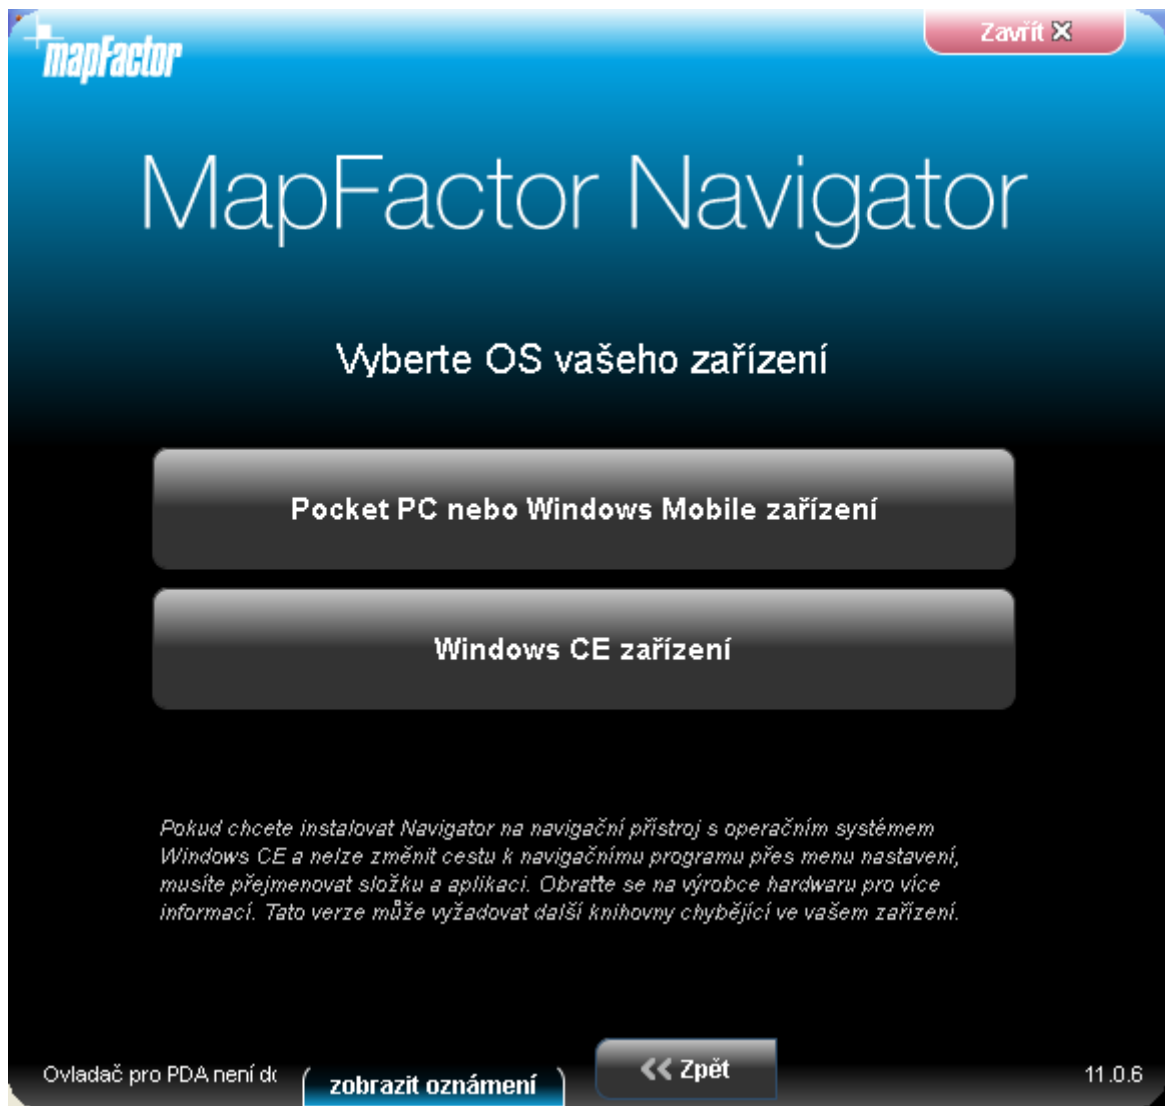 mapFactor
Zavřít
MapFactor Navigator
Vyberte OS vašeho zařízení
Pocket PC nebo Windows Mobile zařízení
Windows CE zařízení
Pokud chcete instalovat Navigator na navigační přístroj s operačním systémem
Windows CE a nelze změnit cestu k navigačnímu programu přes menu nastavení,
musíte přejmenovat složku a aplikaci. Obraťte se na výrobce hardwaru pro více
informací. Tato verze může vyžadovat další knihovny chybějící ve vašem zařízení.
Ovladač pro PDA není
zobrazit oznámení
Zpět
11.0.6